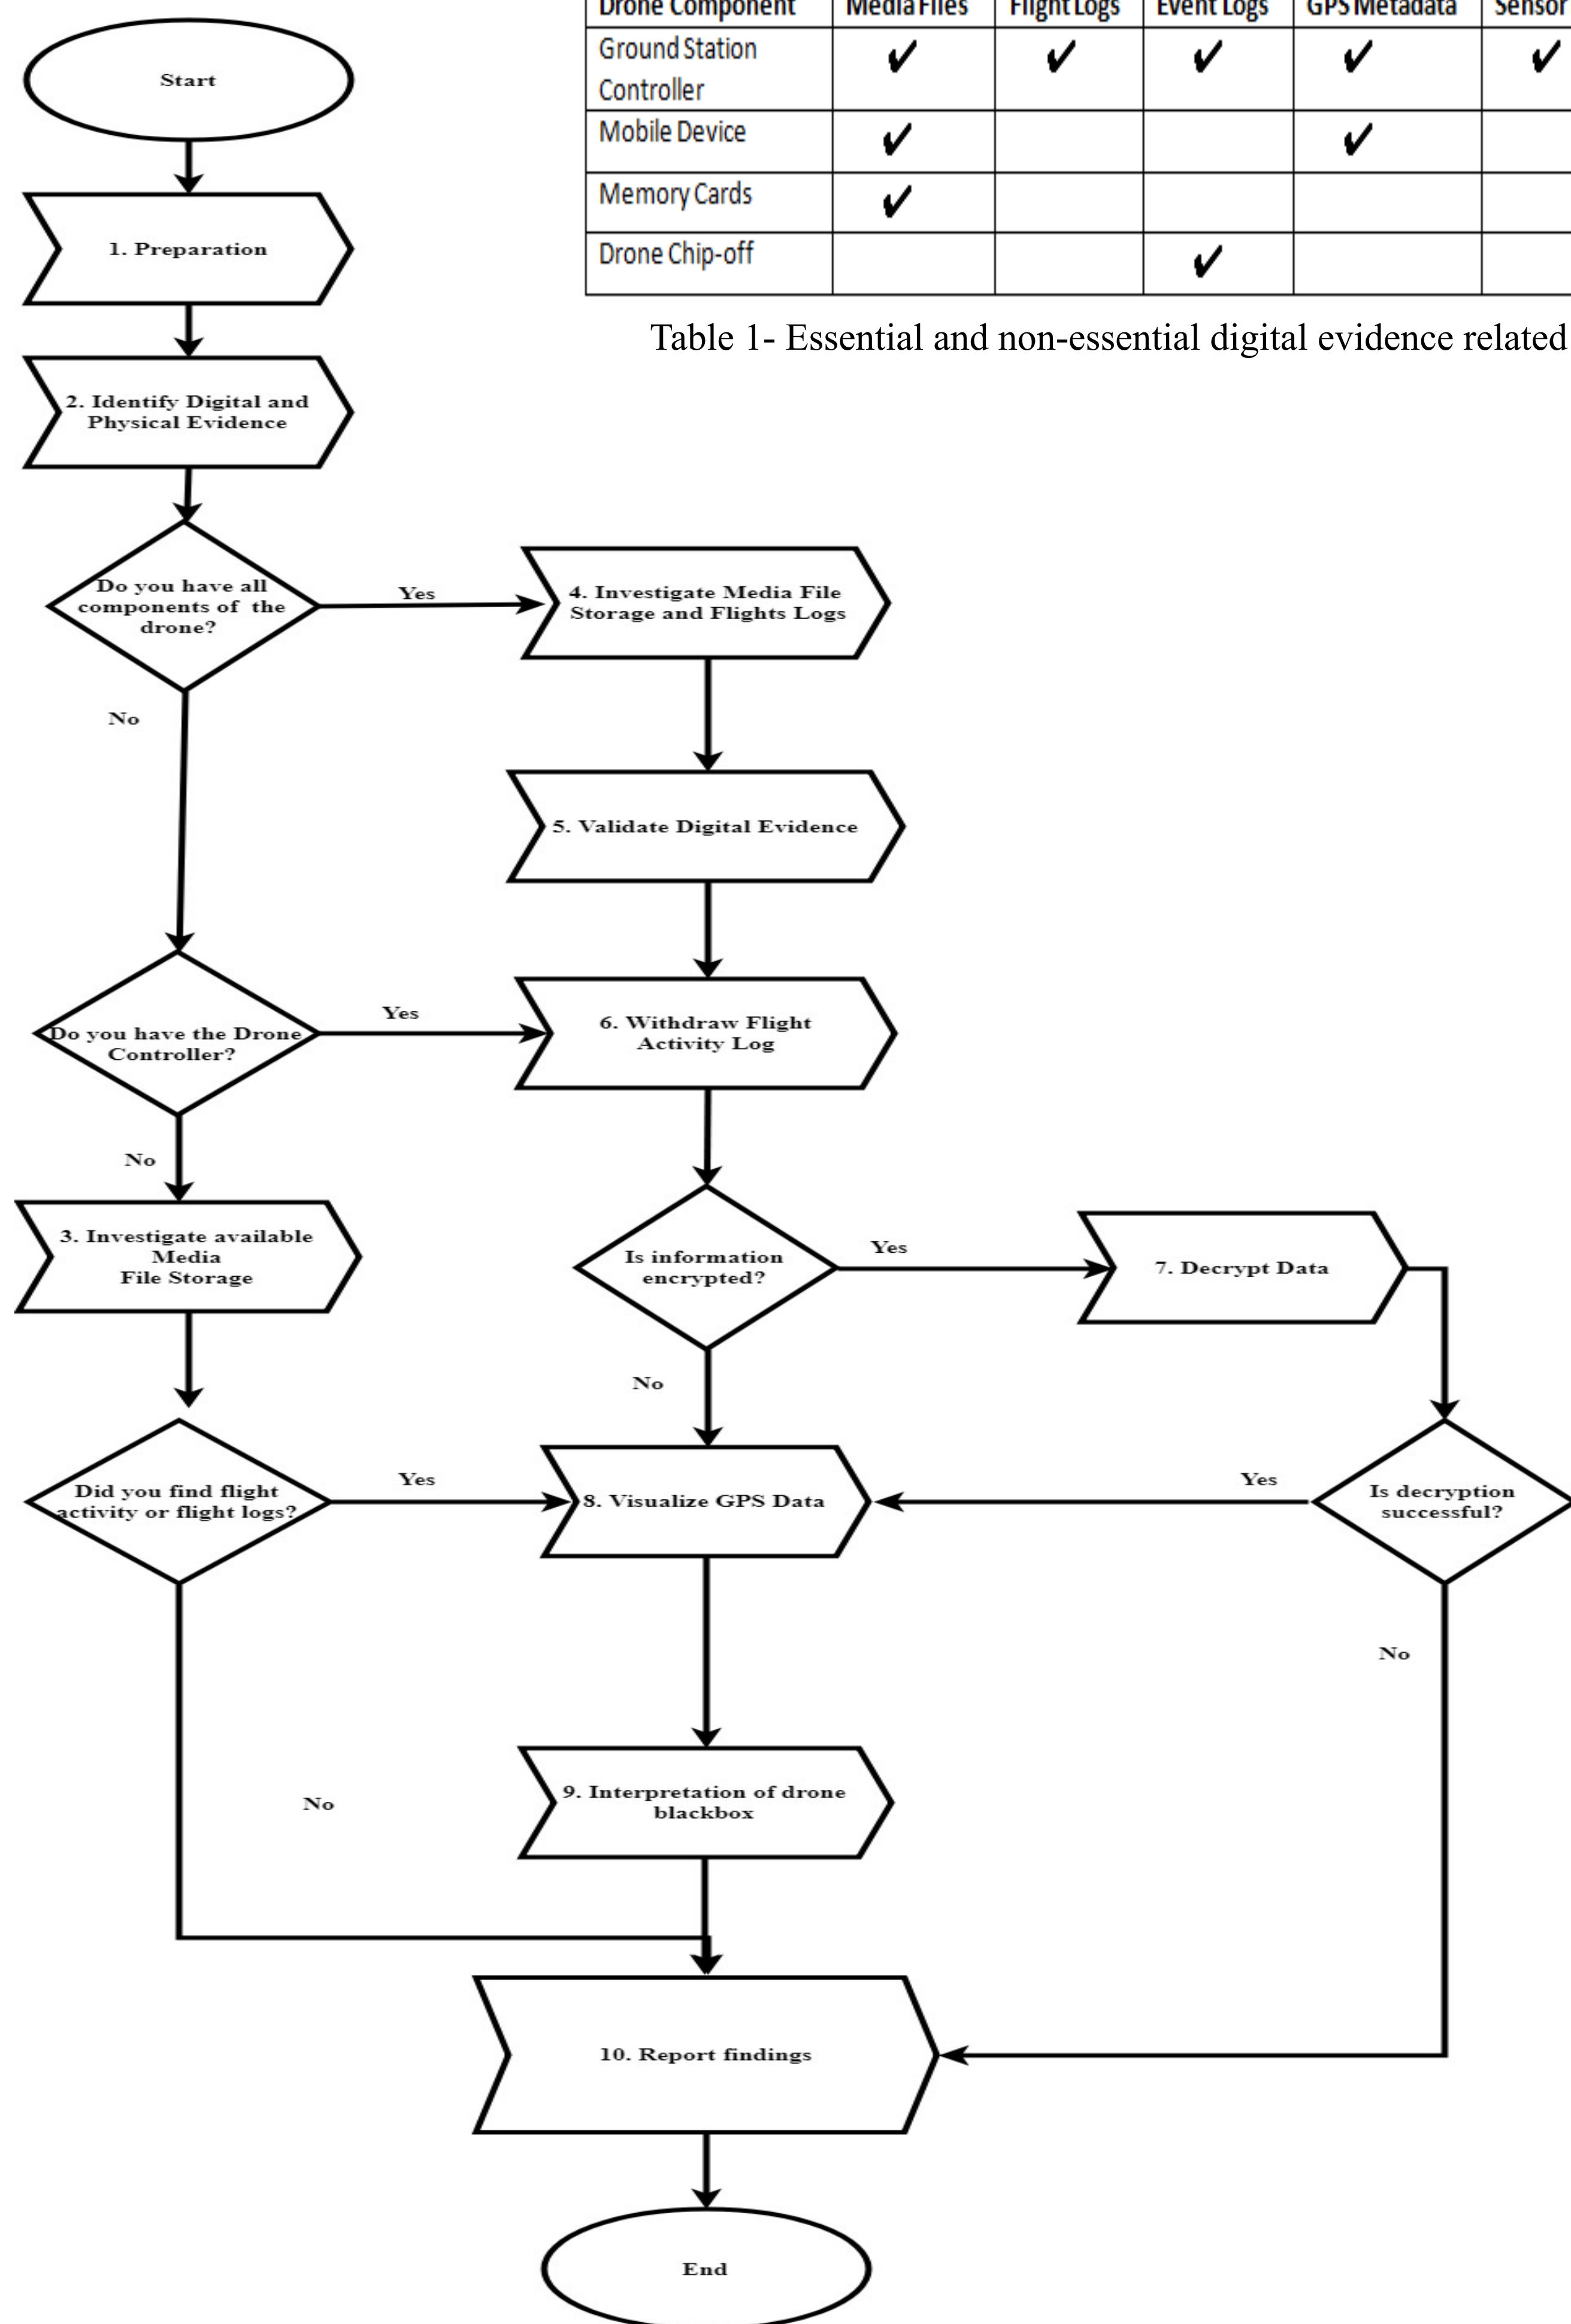 Drone Component Media Files Flight Logs Event Logs GPS Metadata Sensor
Ground Station
Controller
✔ ✔ ✔ ✔ ✔
Mobile Device ✔ ✔
Memory Cards ✔
Drone Chip-off ✔
Table 1- Essential and non-essential digital evidence related
Start
1. Preparation
2. Identify Digital and
Physical Evidence
Do you have all
components of the
drone?
Yes
4. Investigate Media File
Storage and Flights Logs
No
5. Validate Digital Evidence
Do you have the Drone
Controller?
Yes
6. Withdraw Flight
Activity Log
No
3. Investigate available
Media
File Storage
Is information
encrypted?
Yes
7. Decrypt Data
No
Did you find flight
activity or flight logs?
Yes
8. Visualize GPS Data
Yes
Is decryption
successful?
No
9. Interpretation of drone
blackbox
No
10. Report findings
End